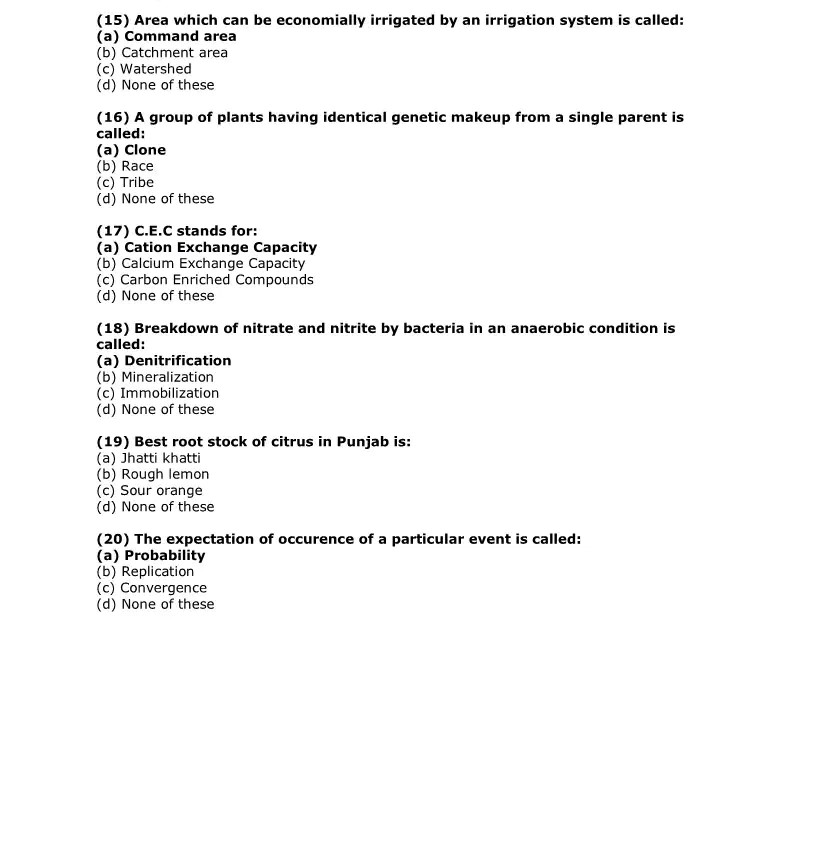 (15) Area which can be economially irrigated by an irrigation system is called:
(a) Command area
(b) Catchment area
(c) Watershed
(d) None of these
(16) A group of plants having identical genetic makeup from a single parent is
called:
(a) Clone
(b) Race
(c) Tribe
(d) None of these
(17) C.E.C stands for:
(a) Cation Exchange Capacity
(b) Calcium Exchange Capacity
(c) Carbon Enriched Compounds
(d) None of these
(18) Breakdown of nitrate and nitrite by bacteria in an anaerobic condition is
called:
(a) Denitrification
(b) Mineralization
(c) Immobilization
(d) None of these
(19) Best root stock of citrus in Punjab is:
(a) Jhatti khatti
(b) Rough lemon
(c) Sour orange
(d) None of these
(20) The expectation of occurence of a particular event is called:
(a) Probability
(b) Replication
(c) Convergence
(d) None of these